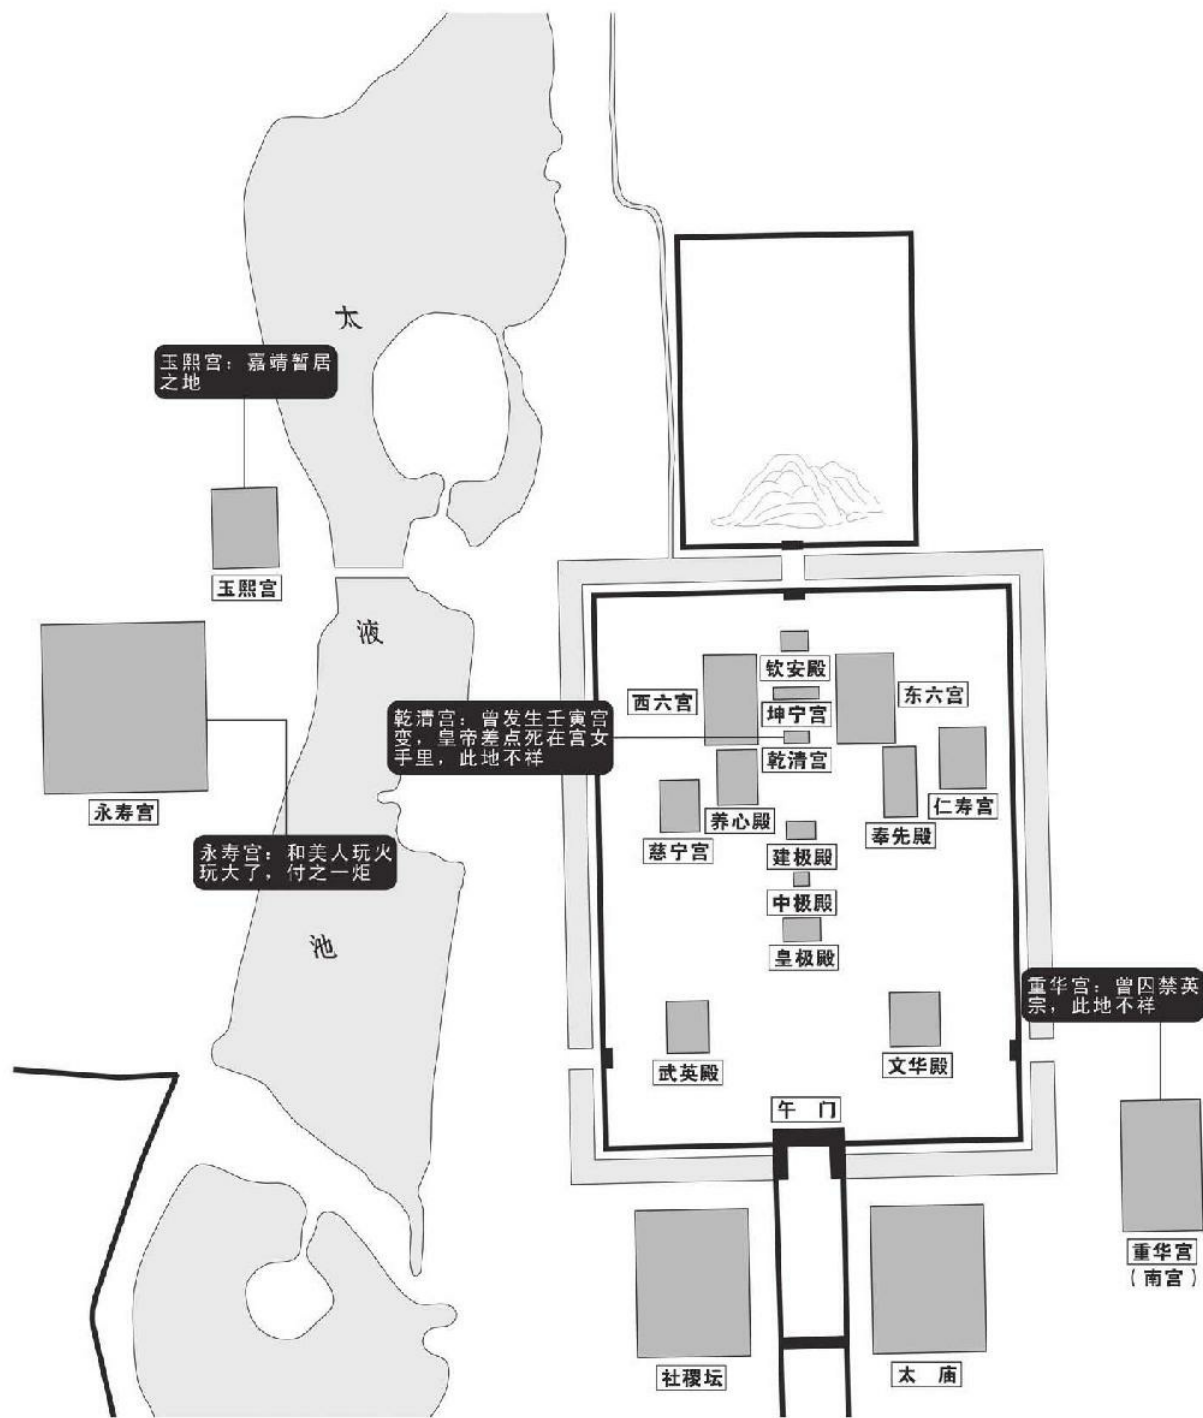 太
玉熙宫：嘉靖暂居
之地
玉熙宫
液
钦安殿
西六宫
坤宁宫
东六宫
乾清宫：曾发生壬寅宫
变，皇帝差点死在宫女
手里，此地不祥
乾清宫
永寿宫
养心殿
仁寿宫
慈宁宫
建极殿
奉先殿
永寿宫：和美人玩火
玩大了，付之一炬
中极殿
池
皇极殿
重华宫：曾囚禁英
宗，此地不祥
武英殿
文华殿
午 门
重华宫
（南宫）
社稷坛
太 庙